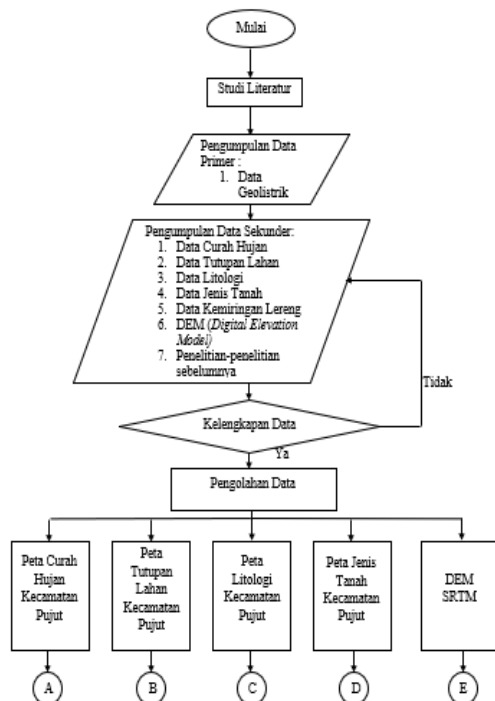 Mulai
Studi Literatur
Pengumpulan Data
Primer :
1. Data
Geolistrik
Pengumpulan Data Sekunder:
1. Data Curah Hujan
2. Data Tutupan Lahan
3. Data Litologi
4. Data Jenis Tanah
5. Data Kemiringan Lereng
6. DEM (Digital Elevation
Model)
7. Penelitian-penelitian
sebelumnya
Tidak
Kelengkapan Data
Ya
Pengolahan Data
Peta Curah
Hujan
Kecamatan
Pujut
Peta
Tutupan
Lahan
Kecamatan
Pujut
Peta
Litologi
Kecamatan
Pujut
Peta Jenis
Tanah
Kecamatan
Pujut
DEM
SRTM
A
B
C
D
E